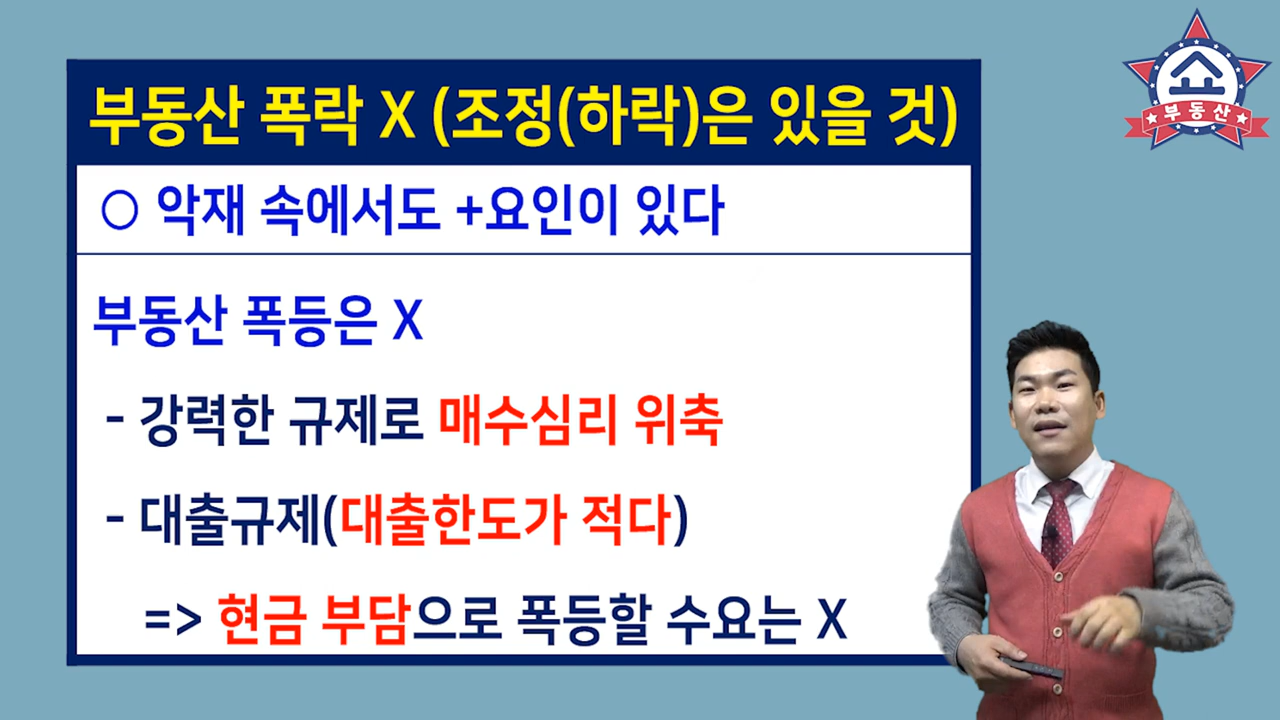 부동산 폭락 X (조정(하락)은 있을 것)
부동산
○ 악재 속에서도 +요인이 있다
부동산 폭등은 X
- 강력한 규제로 매수심리 위축
- 대출규제(대출한도가 적다)
=> 현금 부담으로 폭등할 수요는 X